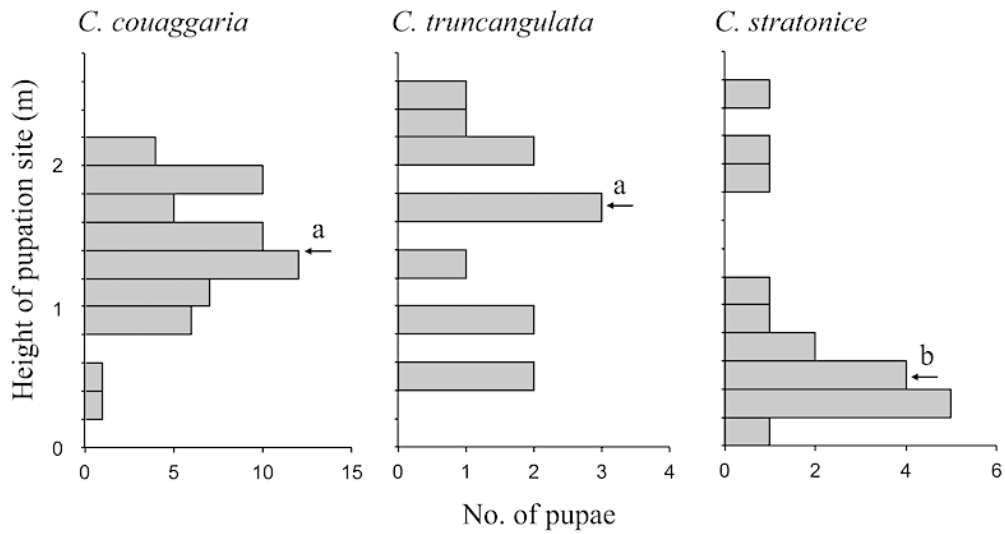 C. couaggaria
C. truncangulata
C. stratonice
Height of pupation site (m)
2
1
0
a
0 5 10 15
a
0 1 2 3 4
b
0 2 4 6
No. of pupae